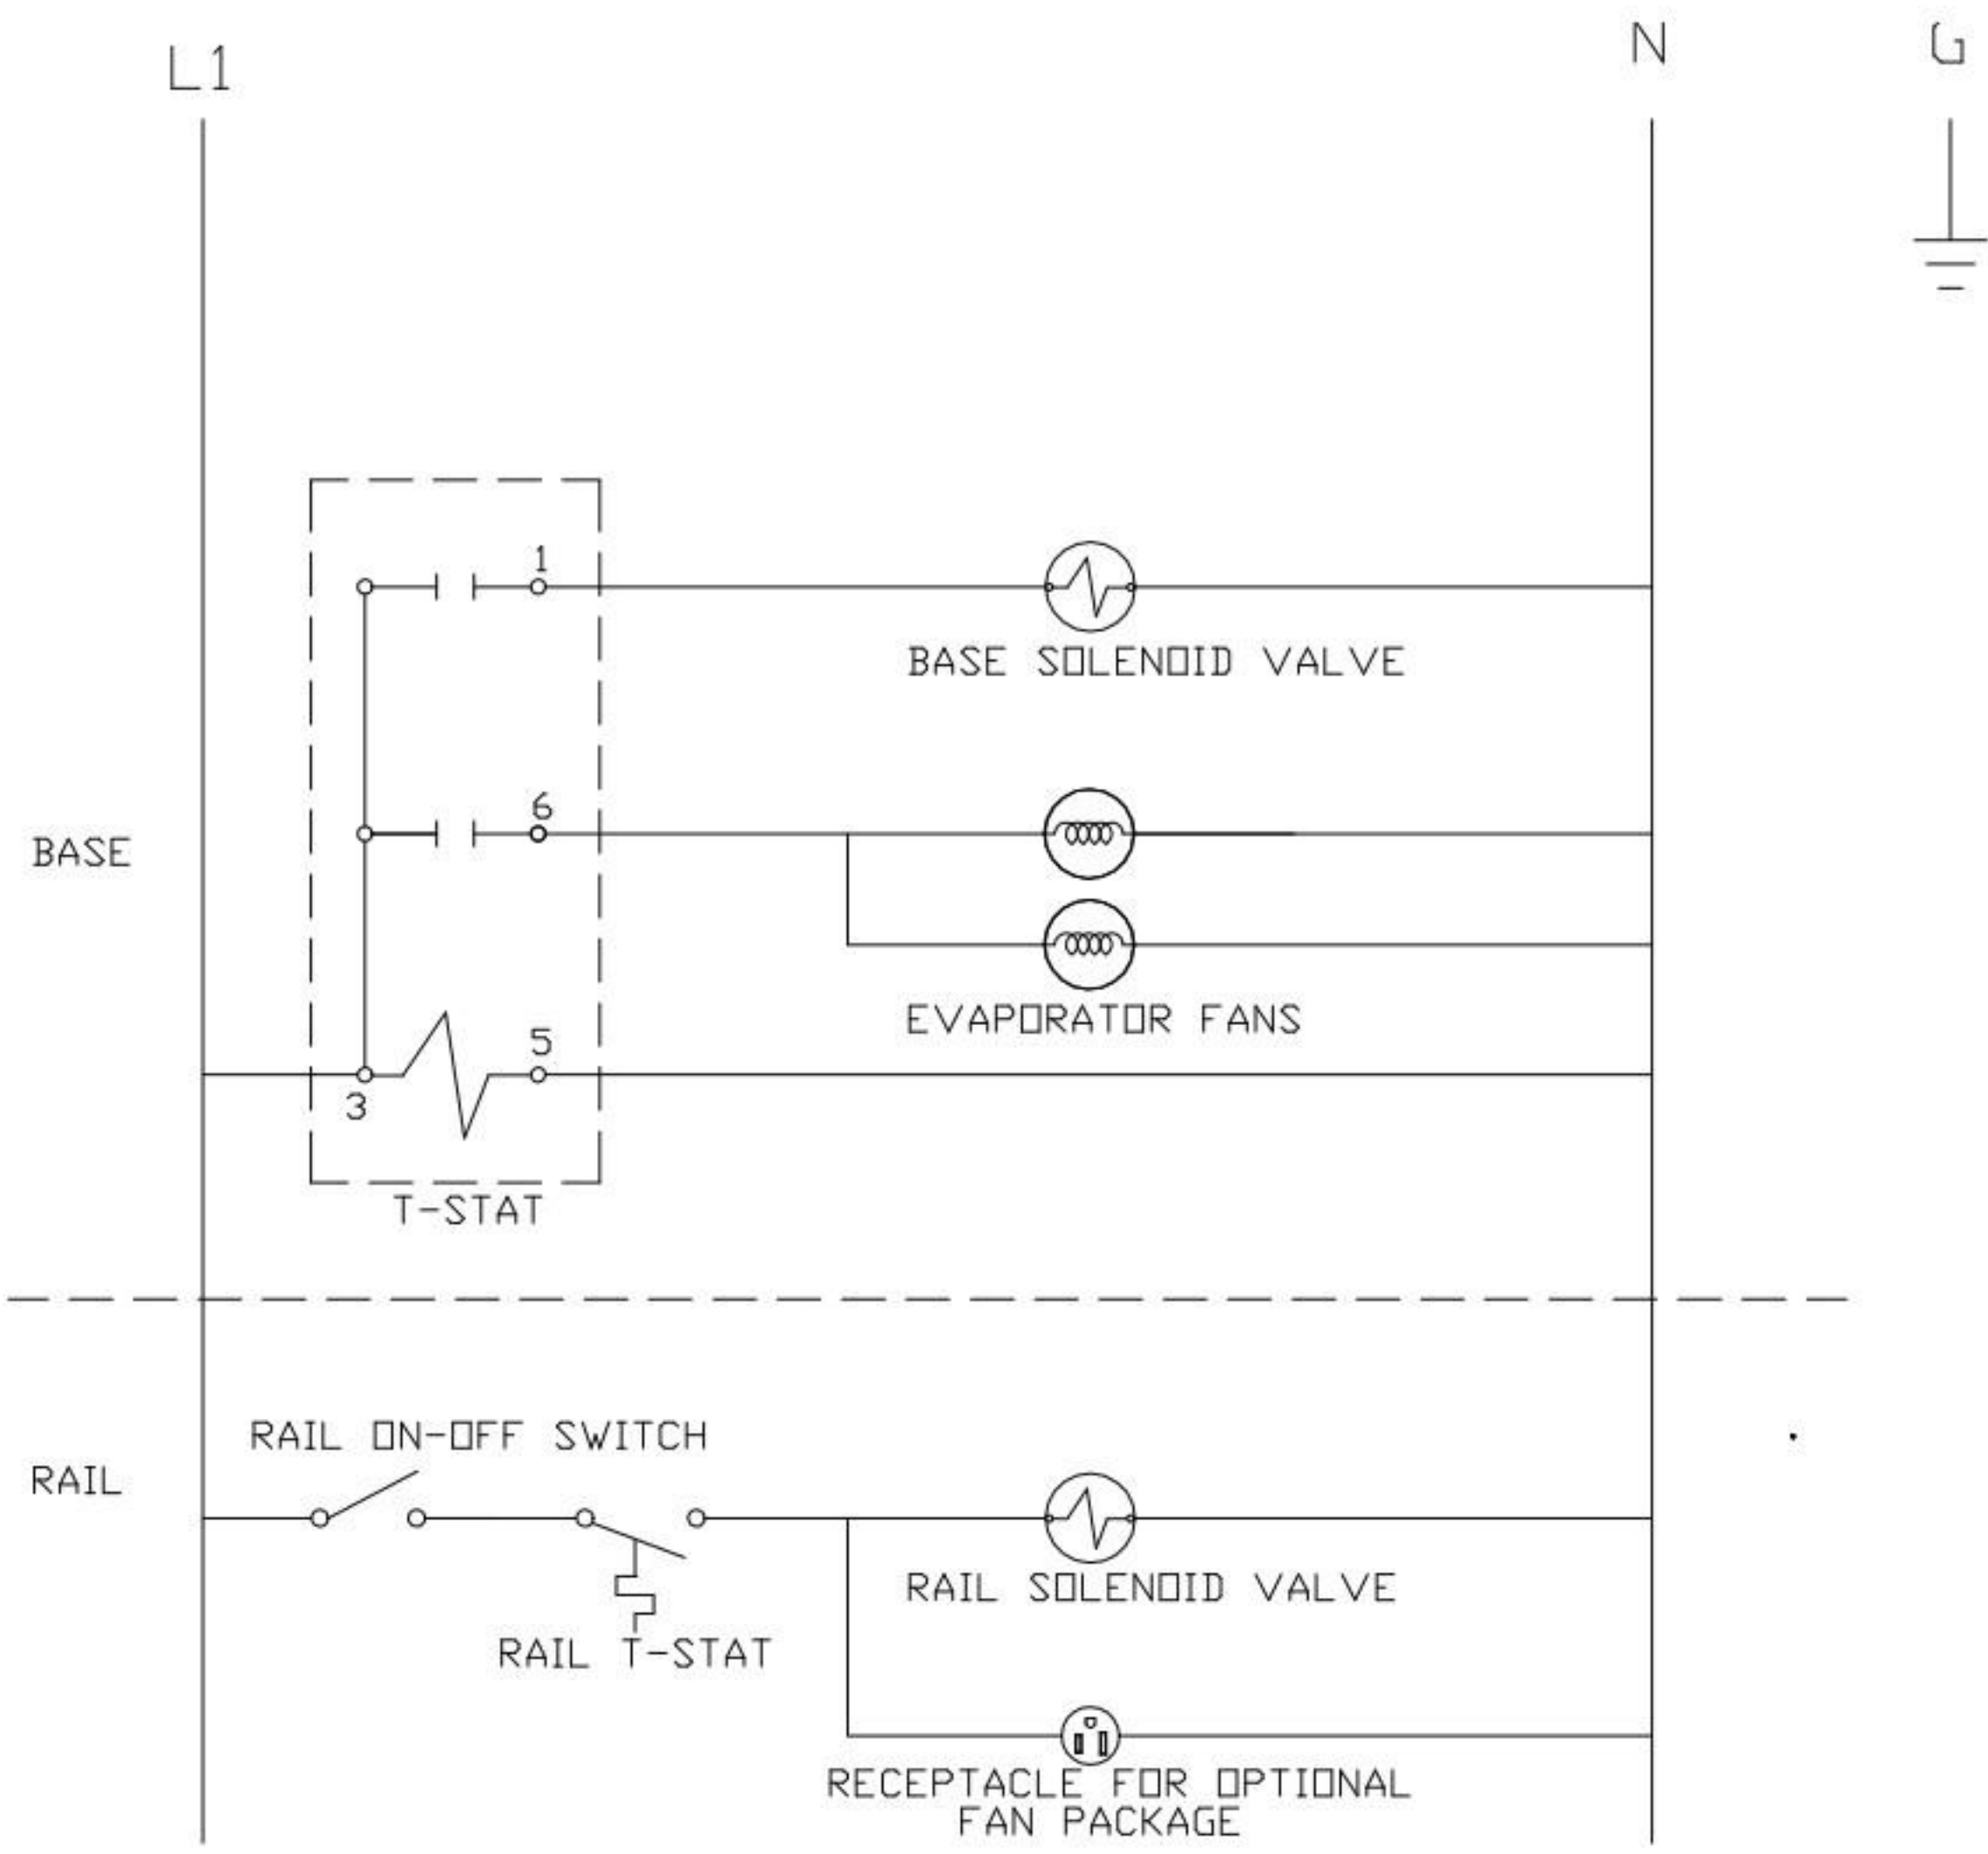 L1
N
G
1
BASE SOLENOID VALVE
6
BASE
EVAPORATOR FANS
5
3
T-STAT
RAIL ON-OFF SWITCH
RAIL
RAIL SOLENOID VALVE
RAIL T-STAT
RECEPTACLE FOR OPTIONAL
FAN PACKAGE